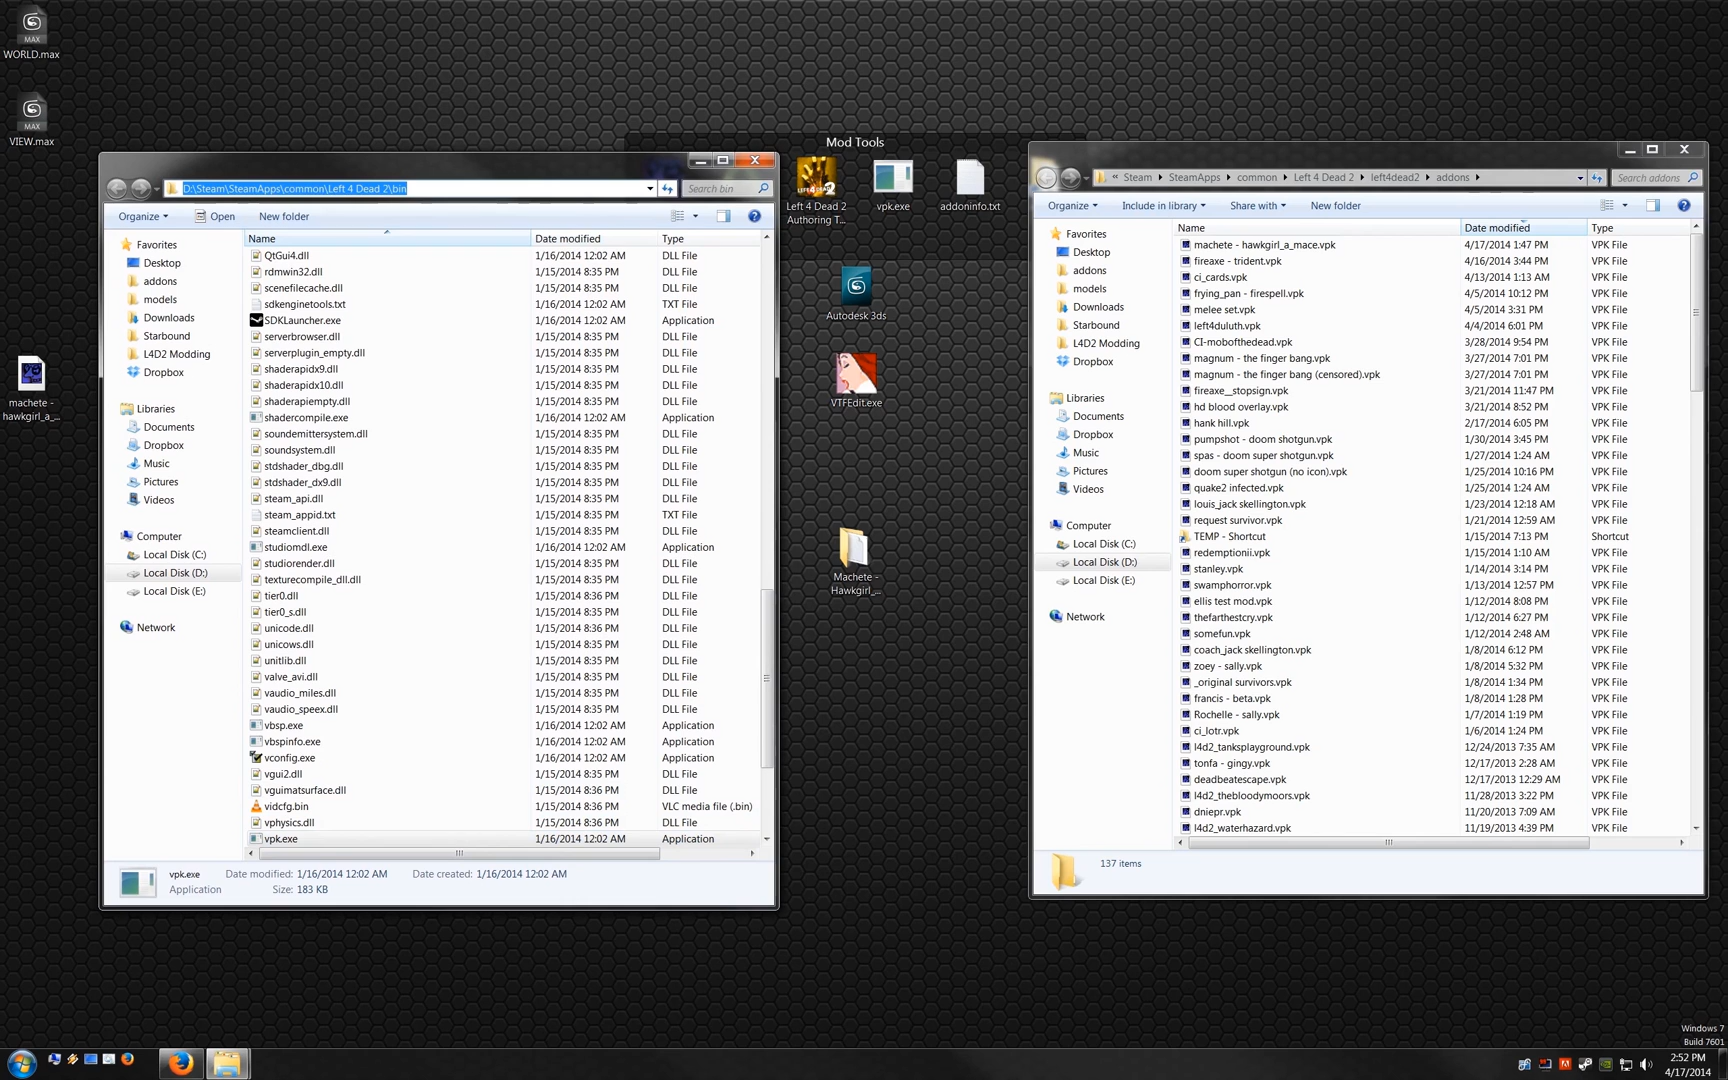 WORLD.max
VIEW.max
machete -
hawkgirl_a_...
Mod Tools
Left 4 Dead 2
Authoring T...
vpk.exe
addoninfo.txt
Autodesk 3ds
VTFEdit.exe
Machete -
Hawkgirl_...
D:\Steam\SteamApps\common\Left 4 Dead 2\bin
Search bin
Organize Open New folder
Favorites
Desktop
addons
models
Downloads
Starbound
L4D2 Modding
Dropbox
Libraries
Documents
Dropbox
Music
Pictures
Videos
Computer
Local Disk (C:)
Local Disk (D:)
Local Disk (E:)
Network
Name Date modified Type
QtGui4.dll 1/16/2014 12:02 AM DLL File
rdmwin32.dll 1/15/2014 8:35 PM DLL File
scenefilecache.dll 1/15/2014 8:35 PM DLL File
sdkenginetools.txt 1/16/2014 12:02 AM TXT File
SDKLauncher.exe 1/16/2014 12:02 AM Application
serverbrowser.dll 1/15/2014 8:35 PM DLL File
serverplugin_empty.dll 1/15/2014 8:35 PM DLL File
shaderapidx9.dll 1/15/2014 8:35 PM DLL File
shaderapidx10.dll 1/15/2014 8:35 PM DLL File
shaderapiempty.dll 1/15/2014 8:35 PM DLL File
shadercompile.exe 1/16/2014 12:02 AM Application
soundemittersystem.dll 1/15/2014 8:35 PM DLL File
soundsystem.dll 1/15/2014 8:35 PM DLL File
stdshader_dbg.dll 1/15/2014 8:35 PM DLL File
stdshader_dx9.dll 1/15/2014 8:35 PM DLL File
steam_api.dll 1/15/2014 8:35 PM DLL File
steam_appid.txt 1/15/2014 8:35 PM TXT File
steamclient.dll 1/15/2014 8:35 PM DLL File
studiomdl.exe 1/16/2014 12:02 AM Application
studiorender.dll 1/15/2014 8:35 PM DLL File
texturecompile_dll.dll 1/15/2014 8:35 PM DLL File
tier0.dll 1/15/2014 8:36 PM DLL File
tier0_s.dll 1/15/2014 8:35 PM DLL File
unicode.dll 1/15/2014 8:36 PM DLL File
unicows.dll 1/15/2014 8:35 PM DLL File
unitlib.dll 1/15/2014 8:35 PM DLL File
valve_avi.dll 1/15/2014 8:35 PM DLL File
vaudio_miles.dll 1/15/2014 8:35 PM DLL File
vaudio_speex.dll 1/15/2014 8:35 PM DLL File
vbsp.exe 1/16/2014 12:02 AM Application
vbspinfo.exe 1/16/2014 12:02 AM Application
vconfig.exe 1/16/2014 12:02 AM Application
vgui2.dll 1/15/2014 8:35 PM DLL File
vguimatsurface.dll 1/15/2014 8:35 PM DLL File
vidcfg.bin 1/15/2014 8:36 PM VLC media file (.bin)
vphysics.dll 1/15/2014 8:35 PM DLL File
vpk.exe 1/16/2014 12:02 AM Application
vpk.exe Date modified: 1/16/2014 12:02 AM Date created: 1/16/2014 12:02 AM
Application Size: 183 KB
« Steam SteamApps common Left 4 Dead 2 left4dead2 addons
Search addons
Organize Include in library Share with New folder
Favorites
Desktop
addons
models
Downloads
Starbound
L4D2 Modding
Dropbox
Libraries
Documents
Dropbox
Music
Pictures
Videos
Computer
Local Disk (C:)
Local Disk (D:)
Local Disk (E:)
Network
Name Date modified Type
machete - hawkgirl_a_mace.vpk 4/17/2014 1:47 PM VPK File
fireaxe - trident.vpk 4/16/2014 3:44 PM VPK File
ci_cards.vpk 4/13/2014 1:13 AM VPK File
frying_pan - firespell.vpk 4/5/2014 10:12 PM VPK File
melee set.vpk 4/5/2014 3:31 PM VPK File
left4duluth.vpk 4/4/2014 6:01 PM VPK File
CI-mobofthedead.vpk 3/28/2014 9:54 PM VPK File
magnum - the finger bang.vpk 3/27/2014 7:01 PM VPK File
magnum - the finger bang (censored).vpk 3/27/2014 7:01 PM VPK File
fireaxe__stopsign.vpk 3/21/2014 11:47 PM VPK File
hd blood overlay.vpk 3/21/2014 8:52 PM VPK File
hank hill.vpk 2/17/2014 6:05 PM VPK File
pumpshot - doom shotgun.vpk 1/30/2014 3:45 PM VPK File
spas - doom super shotgun.vpk 1/27/2014 1:24 AM VPK File
doom super shotgun (no icon).vpk 1/25/2014 10:16 PM VPK File
quake2 infected.vpk 1/25/2014 1:24 AM VPK File
louis_jack skellington.vpk 1/23/2014 12:18 AM VPK File
request survivor.vpk 1/21/2014 12:59 AM VPK File
TEMP - Shortcut 1/15/2014 7:13 PM Shortcut
redemptionii.vpk 1/15/2014 1:10 AM VPK File
stanley.vpk 1/14/2014 3:14 PM VPK File
swamphorror.vpk 1/13/2014 12:57 PM VPK File
ellis test mod.vpk 1/12/2014 8:08 PM VPK File
thefarthestcry.vpk 1/12/2014 6:27 PM VPK File
somefun.vpk 1/12/2014 2:48 AM VPK File
coach_jack skellington.vpk 1/8/2014 6:12 PM VPK File
zoey - sally.vpk 1/8/2014 5:32 PM VPK File
_original survivors.vpk 1/8/2014 1:34 PM VPK File
francis - beta.vpk 1/8/2014 1:28 PM VPK File
Rochelle - sally.vpk 1/7/2014 1:19 PM VPK File
ci_lotr.vpk 1/6/2014 1:24 PM VPK File
l4d2_tanksplayground.vpk 12/24/2013 7:35 AM VPK File
tonfa - gingy.vpk 12/17/2013 2:28 AM VPK File
deadbeatescape.vpk 12/17/2013 12:29 AM VPK File
l4d2_thebloodymoors.vpk 11/28/2013 3:22 PM VPK File
dniepr.vpk 11/20/2013 7:09 AM VPK File
l4d2_waterhazard.vpk 11/19/2013 4:39 PM VPK File
137 items
Windows 7
Build 7601
2:52 PM
4/17/2014